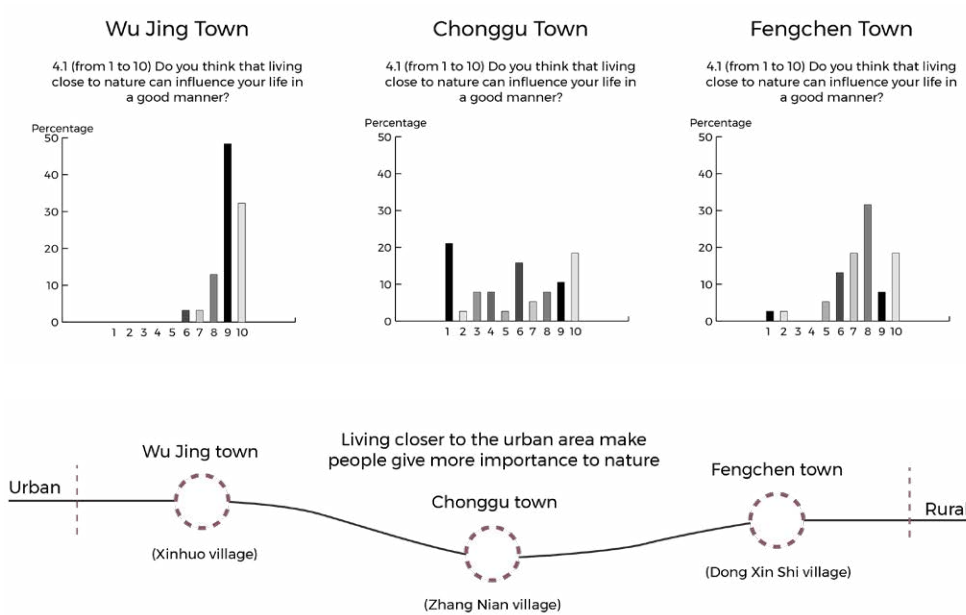 Wu Jing Town
4.1 (from 1 to 10) Do you think that living
close to nature can influence your life in
a good manner?
Percentage
50
40
30
20
10
0
1 2 3 4 5 6 7 8 9 10
Chonggu Town
4.1 (from 1 to 10) Do you think that living
close to nature can influence your life in
a good manner?
Percentage
50
40
30
20
10
0
1 2 3 4 5 6 7 8 9 10
Fengchen Town
4.1 (from 1 to 10) Do you think that living
close to nature can influence your life in
a good manner?
Percentage
50
40
30
20
10
0
1 2 3 4 5 6 7 8 9 10
Living closer to the urban area make
people give more importance to nature
Urban
Wu Jing town
(Xinhuo village)
Chonggu town
(Zhang Nian village)
Fengchen town
(Dong Xin Shi village)
Rural